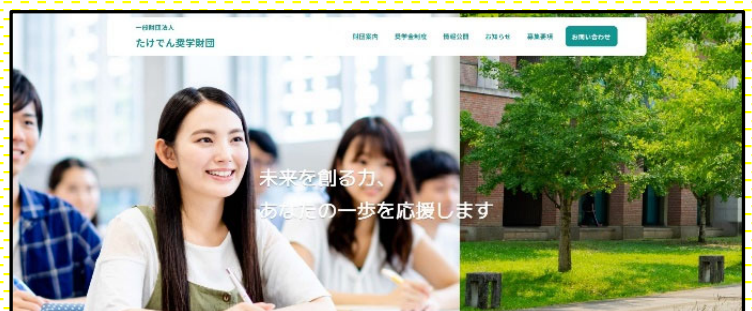 一般財団法人
たけでん奨学財団
財団案内
奨学金制度
情報公開
お知らせ
募集要項
お問い合わせ
未来を創る力、
あなたの一歩を応援します